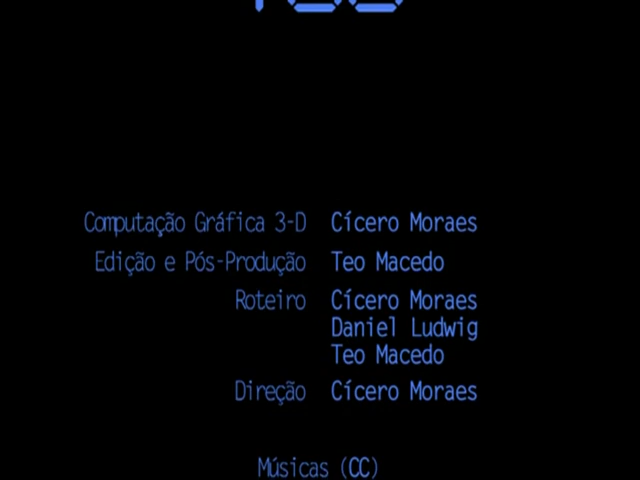 Computação Gráfica 3-D Cícero Moraes
Edição e Pós-Produção Teo Macedo
Roteiro Cícero Moraes
Daniel Ludwig
Teo Macedo
Direção Cícero Moraes
Músicas (CC)